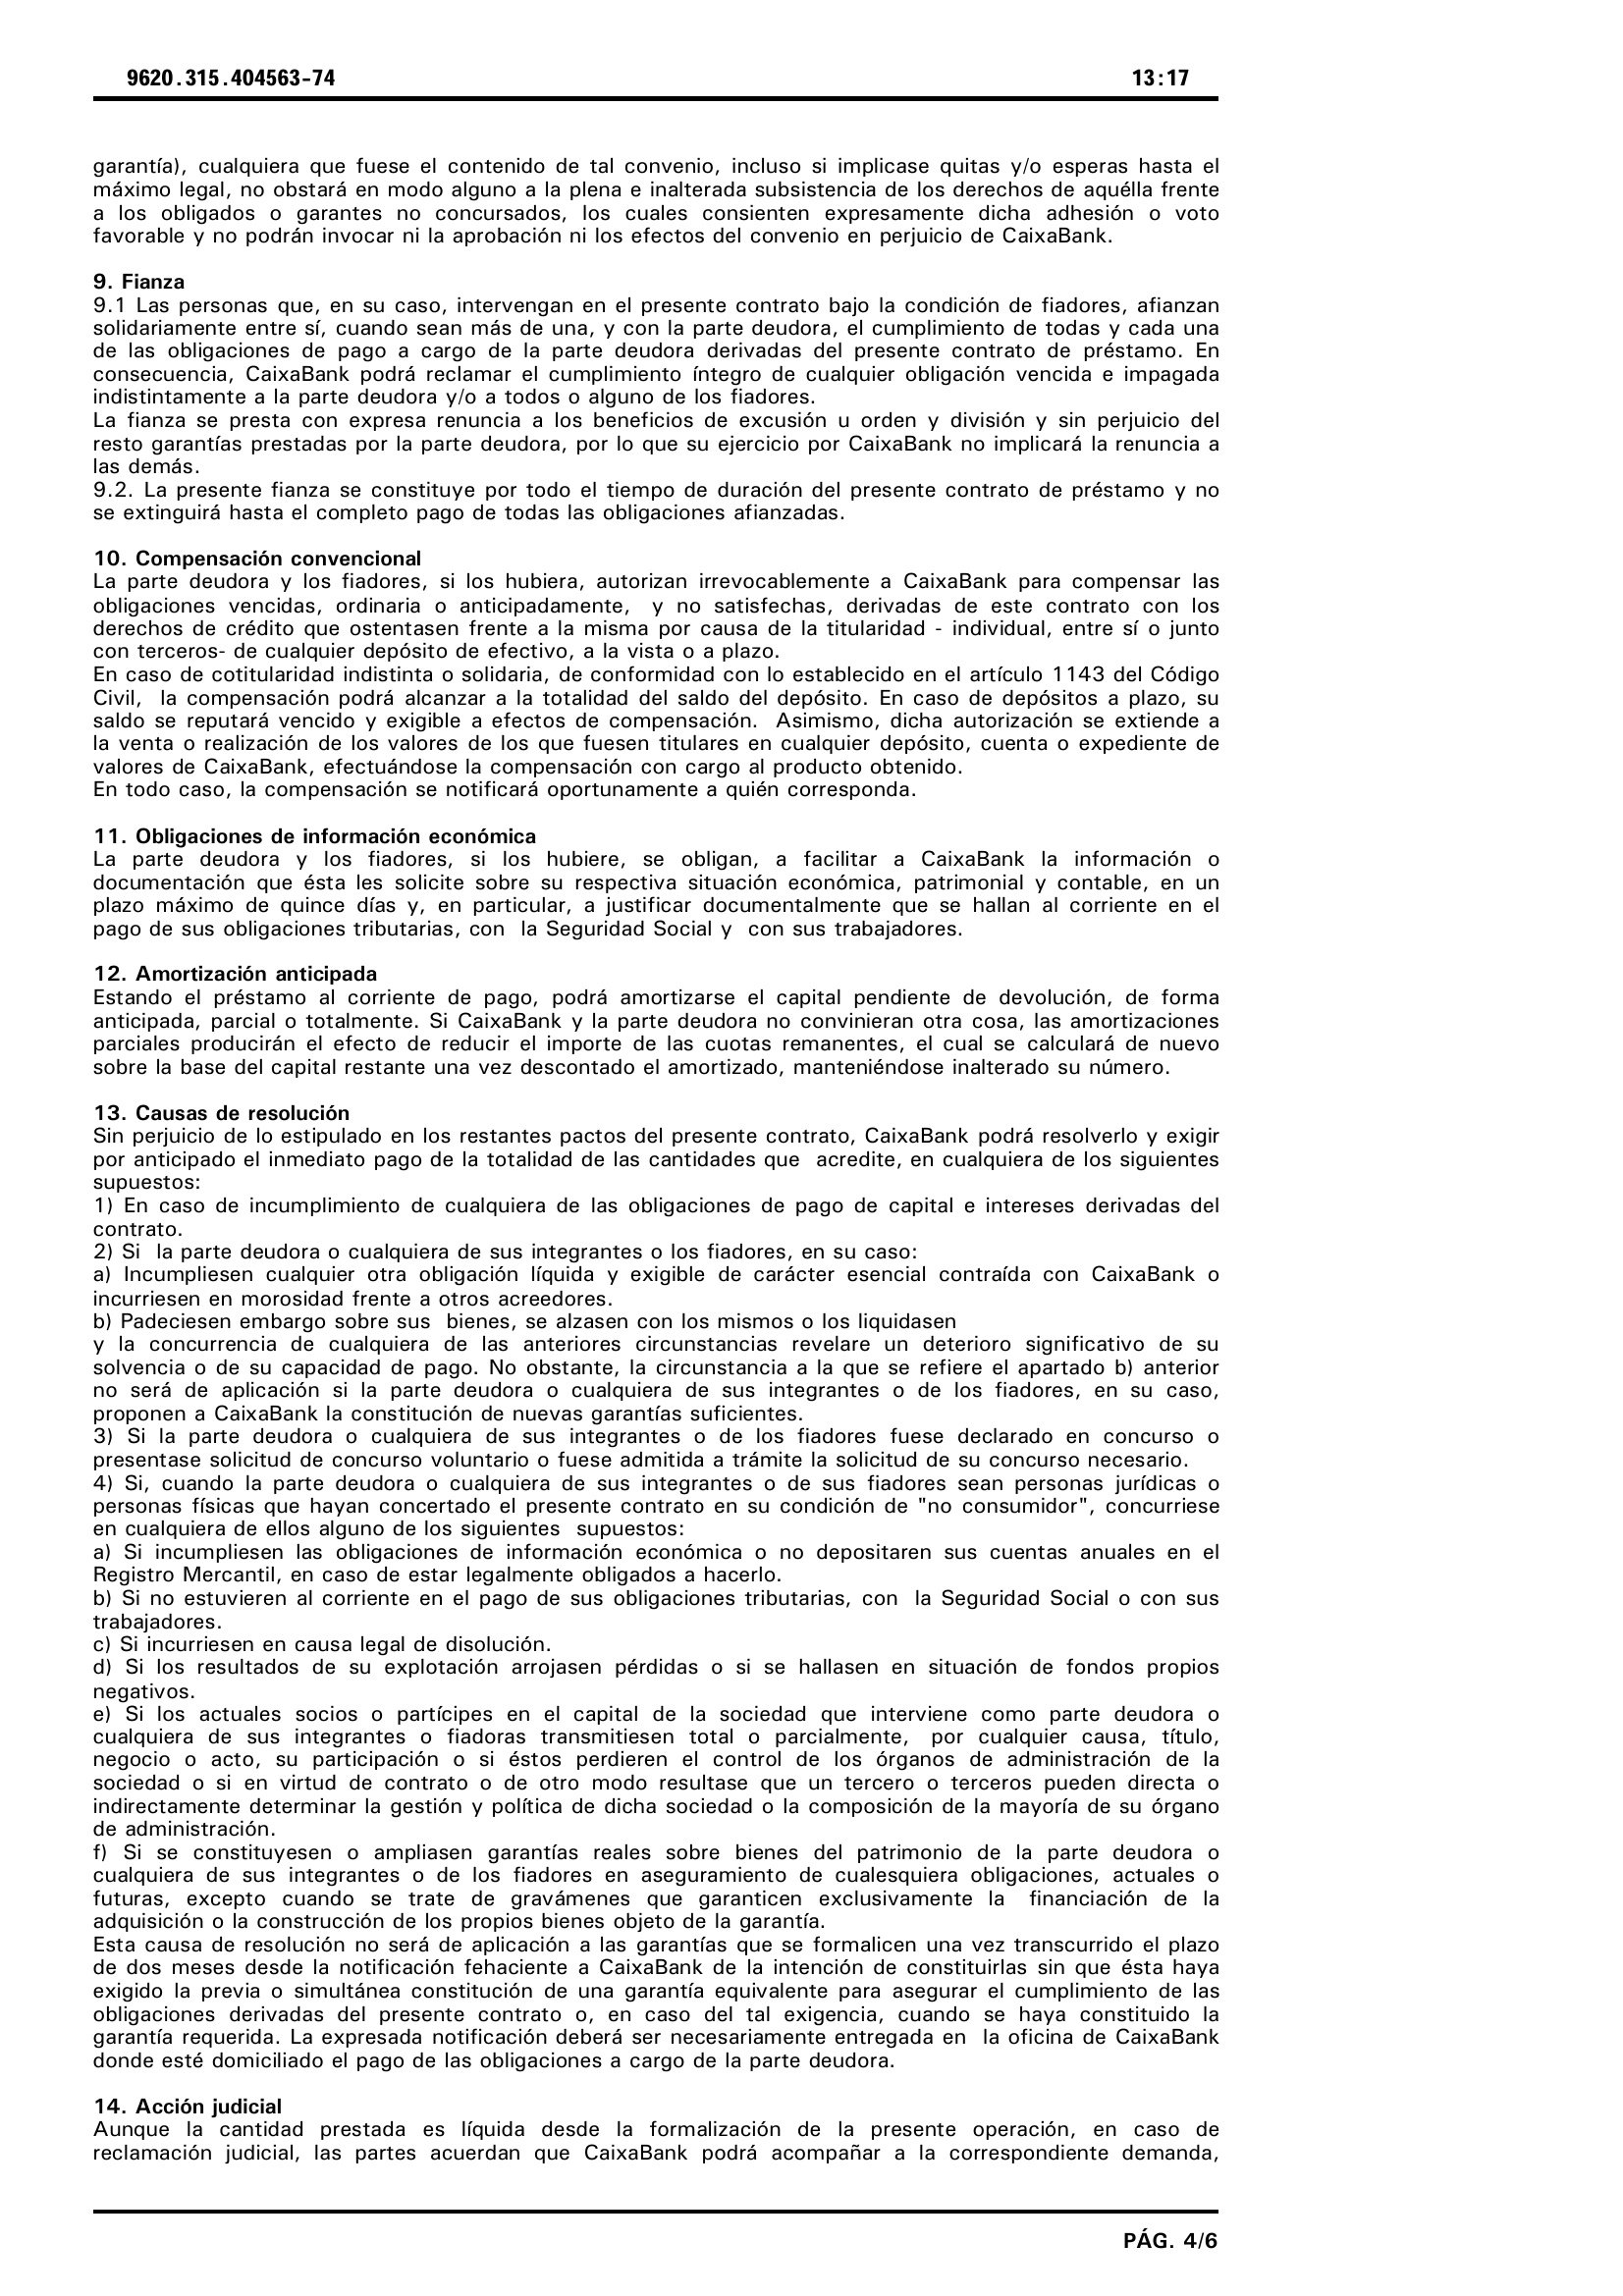 9620.315.404563-74 13:17
garantía), cualquiera que fuese el contenido de tal convenio, incluso si implicase quitas y/o esperas hasta el
máximo legal, no obstará en modo alguno a la plena e inalterada subsistencia de los derechos de aquélla frente
a los obligados o garantes no concursados, los cuales consienten expresamente dicha adhesión o voto
favorable y no podrán invocar ni la aprobación ni los efectos del convenio en perjuicio de CaixaBank.
9. Fianza
9.1 Las personas que, en su caso, intervengan en el presente contrato bajo la condición de fiadores, afianzan
solidariamente entre sí, cuando sean más de una, y con la parte deudora, el cumplimiento de todas y cada una
de las obligaciones de pago a cargo de la parte deudora derivadas del presente contrato de préstamo. En
consecuencia, CaixaBank podrá reclamar el cumplimiento íntegro de cualquier obligación vencida e impagada
indistintamente a la parte deudora y/o a todos o alguno de los fiadores.
La fianza se presta con expresa renuncia a los beneficios de excusión u orden y división y sin perjuicio del
resto garantías prestadas por la parte deudora, por lo que su ejercicio por CaixaBank no implicará la renuncia a
las demás.
9.2. La presente fianza se constituye por todo el tiempo de duración del presente contrato de préstamo y no
se extinguirá hasta el completo pago de todas las obligaciones afianzadas.
10. Compensación convencional
La parte deudora y los fiadores, si los hubiera, autorizan irrevocablemente a CaixaBank para compensar las
obligaciones vencidas, ordinaria o anticipadamente, y no satisfechas, derivadas de este contrato con los
derechos de crédito que ostentasen frente a la misma por causa de la titularidad - individual, entre sí o junto
con terceros- de cualquier depósito de efectivo, a la vista o a plazo.
En caso de cotitularidad indistinta o solidaria, de conformidad con lo establecido en el artículo 1143 del Código
Civil, la compensación podrá alcanzar a la totalidad del saldo del depósito. En caso de depósitos a plazo, su
saldo se reputará vencido y exigible a efectos de compensación. Asimismo, dicha autorización se extiende a
la venta o realización de los valores de los que fuesen titulares en cualquier depósito, cuenta o expediente de
valores de CaixaBank, efectuándose la compensación con cargo al producto obtenido.
En todo caso, la compensación se notificará oportunamente a quién corresponda.
11. Obligaciones de información económica
La parte deudora y los fiadores, si los hubiere, se obligan, a facilitar a CaixaBank la información o
documentación que ésta les solicite sobre su respectiva situación económica, patrimonial y contable, en un
plazo máximo de quince días y, en particular, a justificar documentalmente que se hallan al corriente en el
pago de sus obligaciones tributarias, con la Seguridad Social y con sus trabajadores.
12. Amortización anticipada
Estando el préstamo al corriente de pago, podrá amortizarse el capital pendiente de devolución, de forma
anticipada, parcial o totalmente. Si CaixaBank y la parte deudora no convinieran otra cosa, las amortizaciones
parciales producirán el efecto de reducir el importe de las cuotas remanentes, el cual se calculará de nuevo
sobre la base del capital restante una vez descontado el amortizado, manteniéndose inalterado su número.
13. Causas de resolución
Sin perjuicio de lo estipulado en los restantes pactos del presente contrato, CaixaBank podrá resolverlo y exigir
por anticipado el inmediato pago de la totalidad de las cantidades que acredite, en cualquiera de los siguientes
supuestos:
1) En caso de incumplimiento de cualquiera de las obligaciones de pago de capital e intereses derivadas del
contrato.
2) Si la parte deudora o cualquiera de sus integrantes o los fiadores, en su caso:
a) Incumpliesen cualquier otra obligación líquida y exigible de carácter esencial contraída con CaixaBank o
incurriesen en morosidad frente a otros acreedores.
b) Padeciesen embargo sobre sus bienes, se alzasen con los mismos o los liquidasen
y la concurrencia de cualquiera de las anteriores circunstancias revelare un deterioro significativo de su
solvencia o de su capacidad de pago. No obstante, la circunstancia a la que se refiere el apartado b) anterior
no será de aplicación si la parte deudora o cualquiera de sus integrantes o de los fiadores, en su caso,
proponen a CaixaBank la constitución de nuevas garantías suficientes.
3) Si la parte deudora o cualquiera de sus integrantes o de los fiadores fuese declarado en concurso o
presentase solicitud de concurso voluntario o fuese admitida a trámite la solicitud de su concurso necesario.
4) Si, cuando la parte deudora o cualquiera de sus integrantes o de sus fiadores sean personas jurídicas o
personas físicas que hayan concertado el presente contrato en su condición de "no consumidor", concurriese
en cualquiera de ellos alguno de los siguientes supuestos:
a) Si incumpliesen las obligaciones de información económica o no depositaren sus cuentas anuales en el
Registro Mercantil, en caso de estar legalmente obligados a hacerlo.
b) Si no estuvieren al corriente en el pago de sus obligaciones tributarias, con la Seguridad Social o con sus
trabajadores.
c) Si incurriesen en causa legal de disolución.
d) Si los resultados de su explotación arrojasen pérdidas o si se hallasen en situación de fondos propios
negativos.
e) Si los actuales socios o partícipes en el capital de la sociedad que interviene como parte deudora o
cualquiera de sus integrantes o fiadoras transmitiesen total o parcialmente, por cualquier causa, título,
negocio o acto, su participación o si éstos perdieren el control de los órganos de administración de la
sociedad o si en virtud de contrato o de otro modo resultase que un tercero o terceros pueden directa o
indirectamente determinar la gestión y política de dicha sociedad o la composición de la mayoría de su órgano
de administración.
f) Si se constituyesen o ampliasen garantías reales sobre bienes del patrimonio de la parte deudora o
cualquiera de sus integrantes o de los fiadores en aseguramiento de cualesquiera obligaciones, actuales o
futuras, excepto cuando se trate de gravámenes que garanticen exclusivamente la financiación de la
adquisición o la construcción de los propios bienes objeto de la garantía.
Esta causa de resolución no será de aplicación a las garantías que se formalicen una vez transcurrido el plazo
de dos meses desde la notificación fehaciente a CaixaBank de la intención de constituirlas sin que ésta haya
exigido la previa o simultánea constitución de una garantía equivalente para asegurar el cumplimiento de las
obligaciones derivadas del presente contrato o, en caso del tal exigencia, cuando se haya constituido la
garantía requerida. La expresada notificación deberá ser necesariamente entregada en la oficina de CaixaBank
donde esté domiciliado el pago de las obligaciones a cargo de la parte deudora.
14. Acción judicial
Aunque la cantidad prestada es líquida desde la formalización de la presente operación, en caso de
reclamación judicial, las partes acuerdan que CaixaBank podrá acompañar a la correspondiente demanda,
PÁG. 4/6